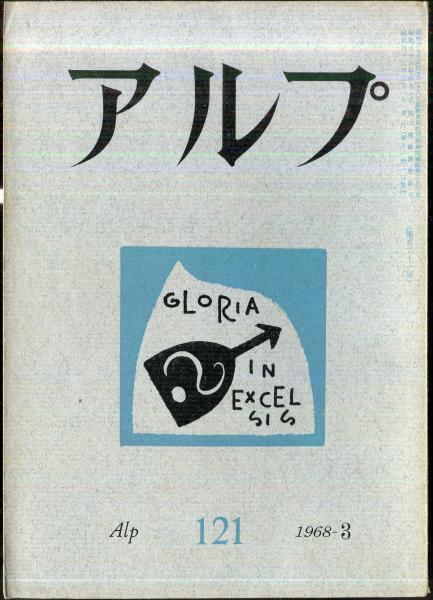 アルプ
GLORIA
IN
EXCEL
SIS
Alp 121 1968-3